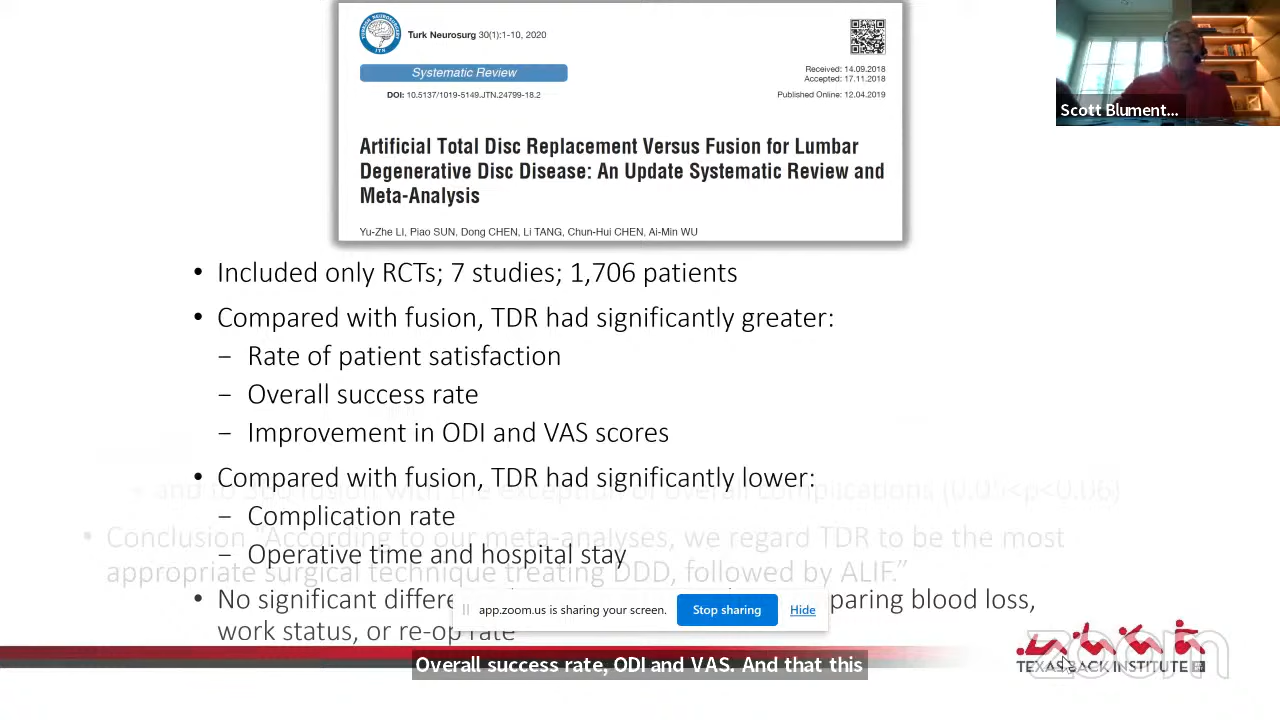 Turk Neurosurg 30(1):1-10, 2020
Systematic Review
Received: 14.09.2018
Accepted: 17.11.2018
DOI: 10.5137/1019-5149.JTN.24799-18.2
Published Online: 12.04.2019
Artificial Total Disc Replacement Versus Fusion for Lumbar
Degenerative Disc Disease: An Update Systematic Review and
Meta-Analysis
Yu-Zhe LI, Piao SUN, Dong CHEN, Li TANG, Chun-Hui CHEN, Ai-Min WU
Scott Blument...
• Included only RCTs; 7 studies; 1,706 patients
• Compared with fusion, TDR had significantly greater:
– Rate of patient satisfaction
– Overall success rate
– Improvement in ODI and VAS scores
• Compared with fusion, TDR had significantly lower:
and to 360 fusion with the exception of overall complications (0.05<p<0.06)
– Complication rate
• Conclusion "According to our meta-analyses, we regard TDR to be the most
– Operative time and hospital stay
appropriate surgical technique treating DDD, followed by ALIF."
• No significant blood loss,
work status, or re-op rate
app.zoom.us is sharing your screen. Stop sharing Hide
Overall success rate, ODI and VAS. And that this
zoom
TEXAS BACK INSTITUTE